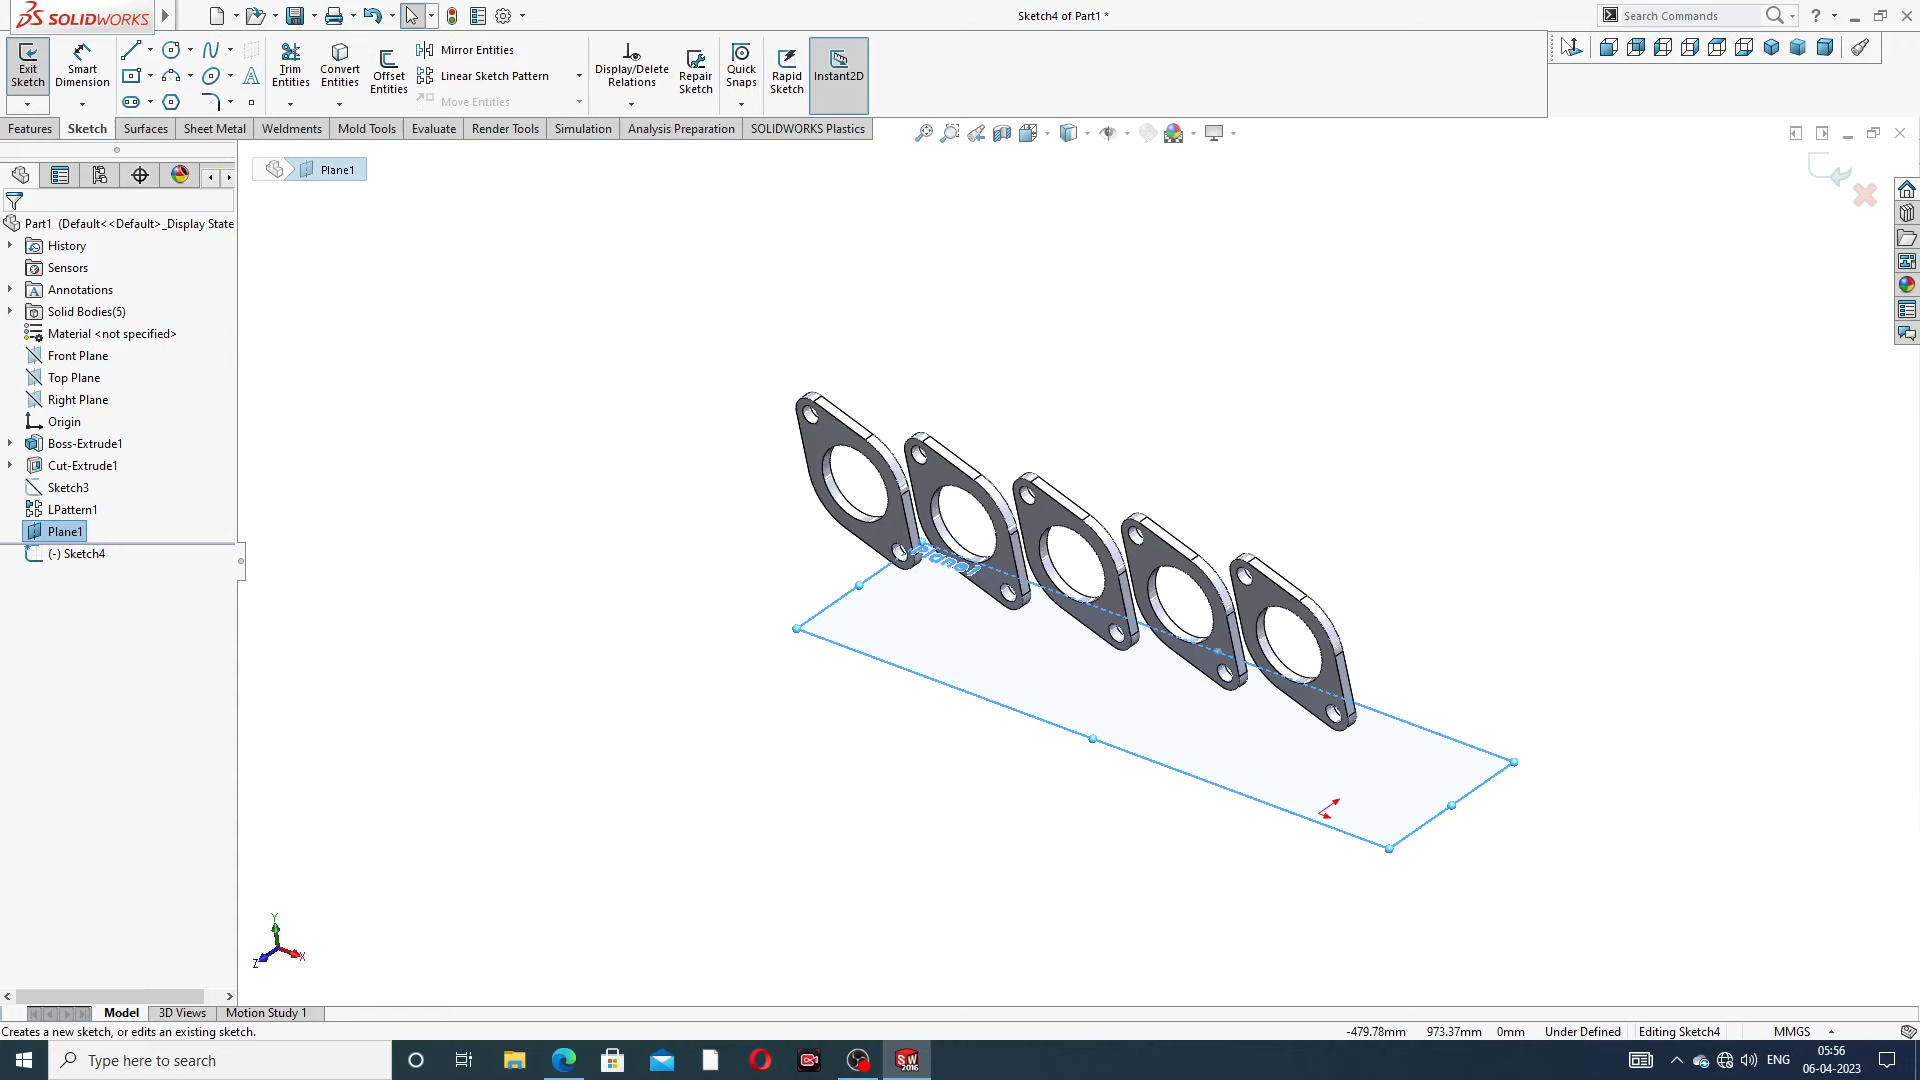 SOLIDWORKS
Sketch4 of Part1 *
Search Commands
Exit Sketch
Smart Dimension
Trim Entities
Convert Entities
Offset Entities
Mirror Entities
Linear Sketch Pattern
Move Entities
Display/Delete Relations
Repair Sketch
Quick Snaps
Rapid Sketch
Instant2D
Features
Sketch
Surfaces
Sheet Metal
Weldments
Mold Tools
Evaluate
Render Tools
Simulation
Analysis Preparation
SOLIDWORKS Plastics
Plane1
Part1 (Default<<Default>_Display State
History
Sensors
Annotations
Solid Bodies(5)
Material <not specified>
Front Plane
Top Plane
Right Plane
Origin
Boss-Extrude1
Cut-Extrude1
Sketch3
LPattern1
Plane1
(-) Sketch4
Plane1
Y
X
Z
Model
3D Views
Motion Study 1
Creates a new sketch, or edits an existing sketch.
-479.78mm
973.37mm
0mm
Under Defined
Editing Sketch4
MMGS
Type here to search
SW
2016
ENG
05:56
06-04-2023